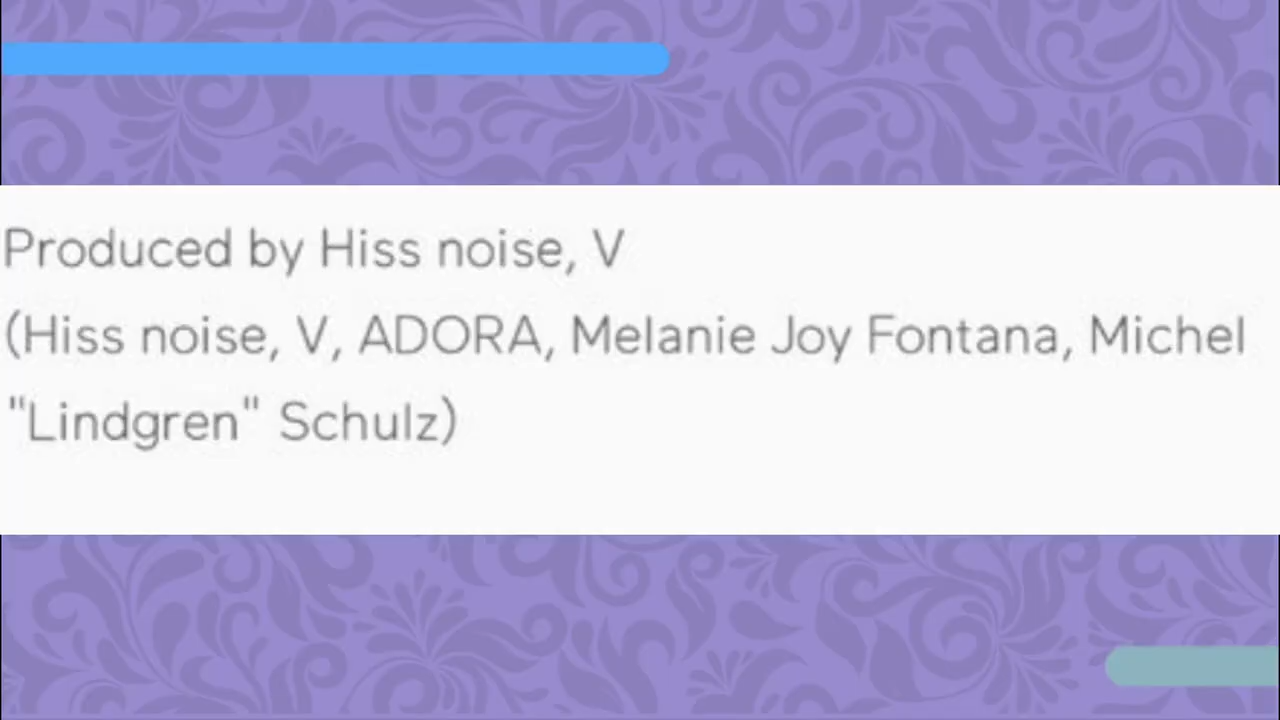 Produced by Hiss noise, V
(Hiss noise, V, ADORA, Melanie Joy Fontana, Michel
"Lindgren" Schulz)